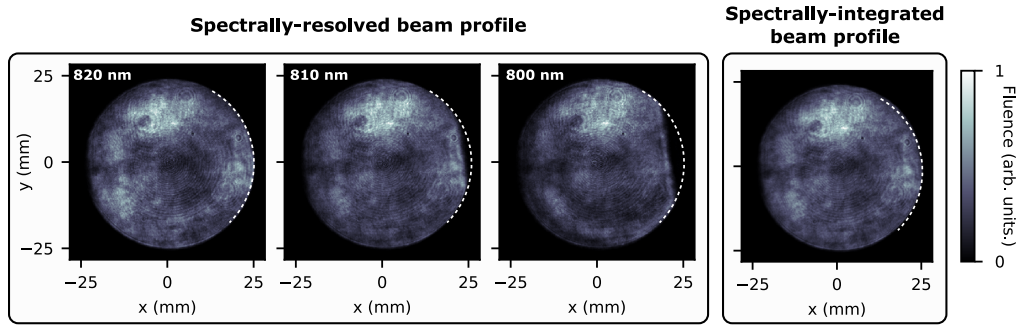 Spectrally-resolved beam profile
Spectrally-integrated
beam profile
820 nm
810 nm
800 nm
25
0
−25
y (mm)
−25 0 25
x (mm)
−25 0 25
x (mm)
−25 0 25
x (mm)
−25 0 25
x (mm)
1
0
Fluence (arb. units.)